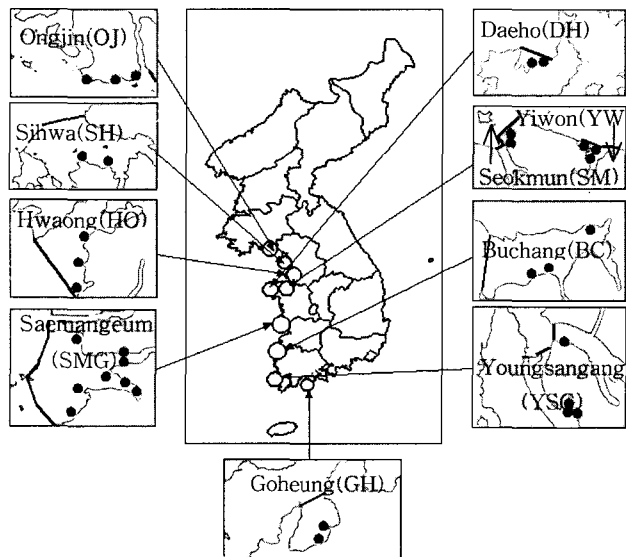 Ongjin(OJ)
Sihwa(SH)
Hwaong(HO)
Saemangeum
(SMG)
Daeho(DH)
Yiwon(YW
Seokmun(SM)
Buchang(BC)
Youngsangang
(YSG)
Goheung(GH)